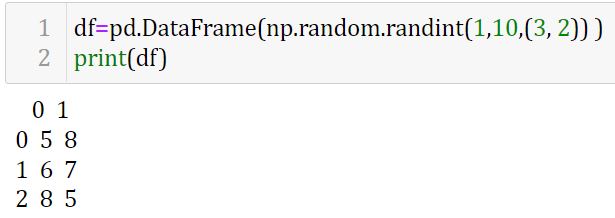 1 df=pd.DataFrame(np.random.randint(1,10,(3, 2)) )
2 print(df)
0 1
0 5 8
1 6 7
2 8 5